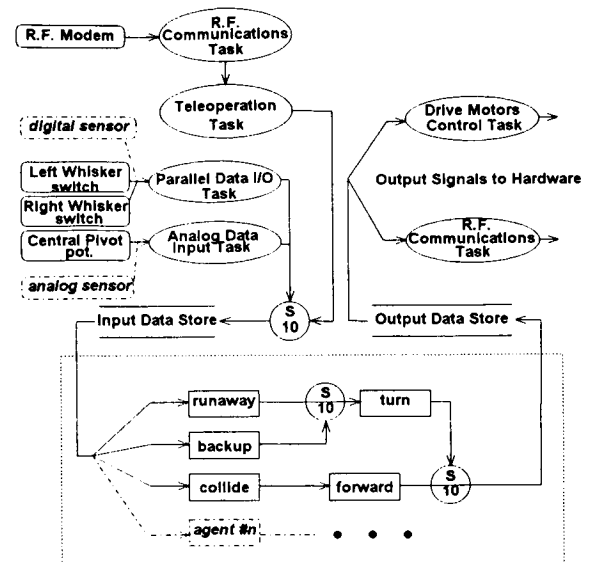 R.F. Modem
R.F.
Communications
Task
Teleoperation
Task
digital sensor
Left Whisker
switch
Right Whisker
switch
Central Pivot
pot.
analog sensor
Parallel Data I/O
Task
Analog Data
Input Task
Drive Motors
Control Task
Output Signals to Hardware
R.F.
Communications
Task
Input Data Store
S
10
Output Data Store
runaway
S
10
turn
backup
collide
forward
S
10
agent #n